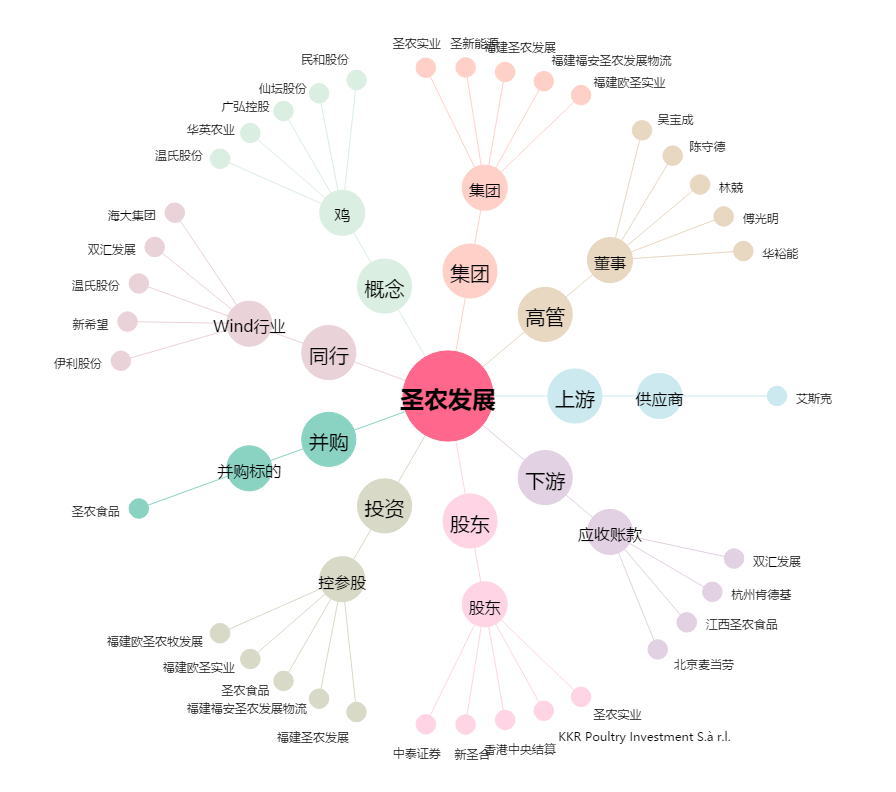 圣农发展
集团
集团
圣农实业
圣新能源
福建圣农发展
福建福安圣农发展物流
福建欧圣实业
高管
董事
吴宝成
陈守德
林兢
傅光明
华裕能
上游
供应商
艾斯克
下游
应收账款
双汇发展
杭州肯德基
江西圣农食品
北京麦当劳
股东
股东
圣农实业
KKR Poultry Investment S.à r.l.
香港中央结算
新圣合
中泰证券
投资
控参股
福建圣农发展
福建福安圣农发展物流
圣农食品
福建欧圣实业
福建欧圣农牧发展
并购
并购标的
圣农食品
同行
Wind行业
伊利股份
新希望
温氏股份
双汇发展
海大集团
概念
鸡
温氏股份
华英农业
广弘控股
仙坛股份
民和股份